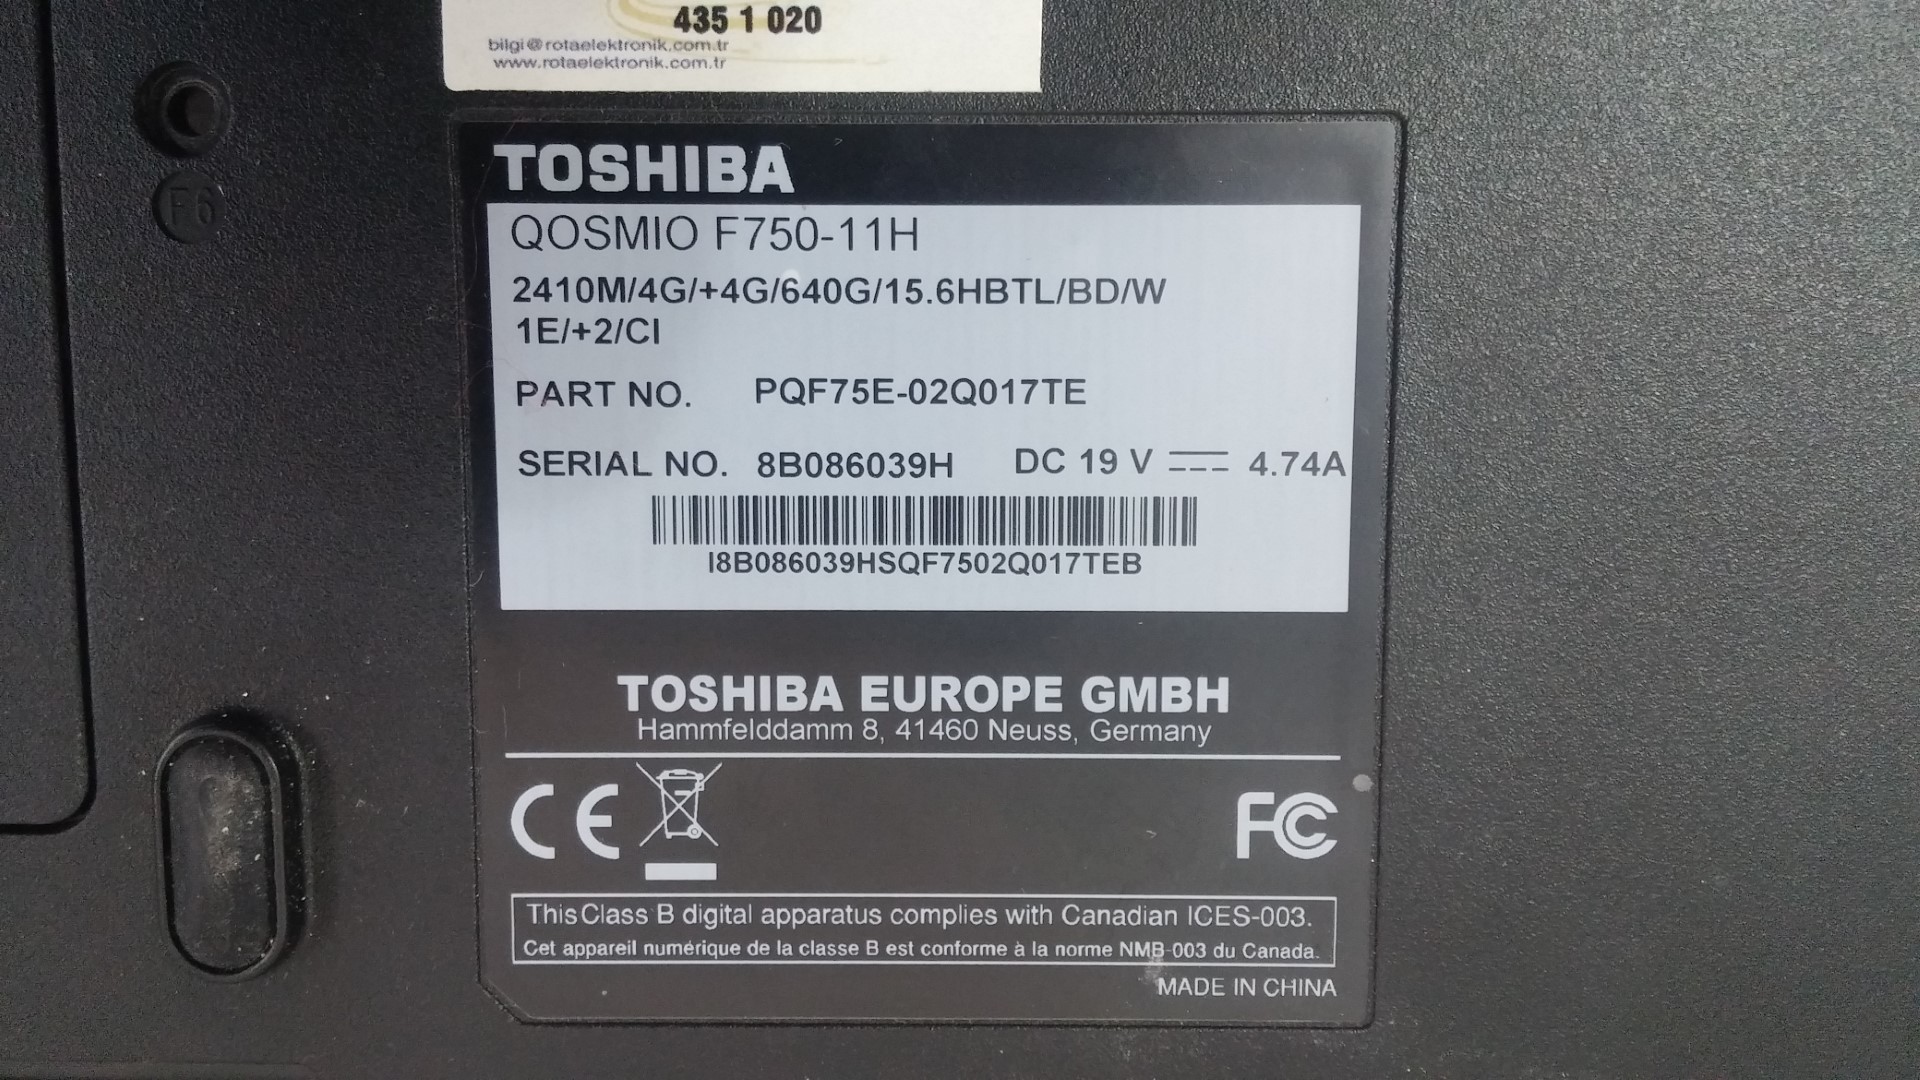 435 1 020
bilgi@rotaelektronik.com.tr
www.rotaelektronik.com.tr
F6
TOSHIBA
QOSMIO F750-11H
2410M/4G/+4G/640G/15.6HBTL/BD/W
1E/+2/CI
PART NO. PQF75E-02Q017TE
SERIAL NO. 8B086039H DC 19 V 4.74A
I8B086039HSQF7502Q017TEB
TOSHIBA EUROPE GMBH
Hammfelddamm 8, 41460 Neuss, Germany
CE FC
This Class B digital apparatus complies with Canadian ICES-003.
Cet appareil numérique de la classe B est conforme à la norme NMB-003 du Canada.
MADE IN CHINA